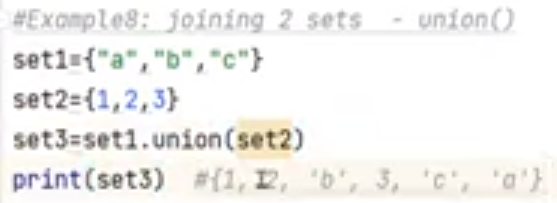 #Example8: joining 2 sets - union()
set1={"a","b","c"}
set2={1,2,3}
set3=set1.union(set2)
print(set3) #{1, 2, 'b', 3, 'c', 'a'}